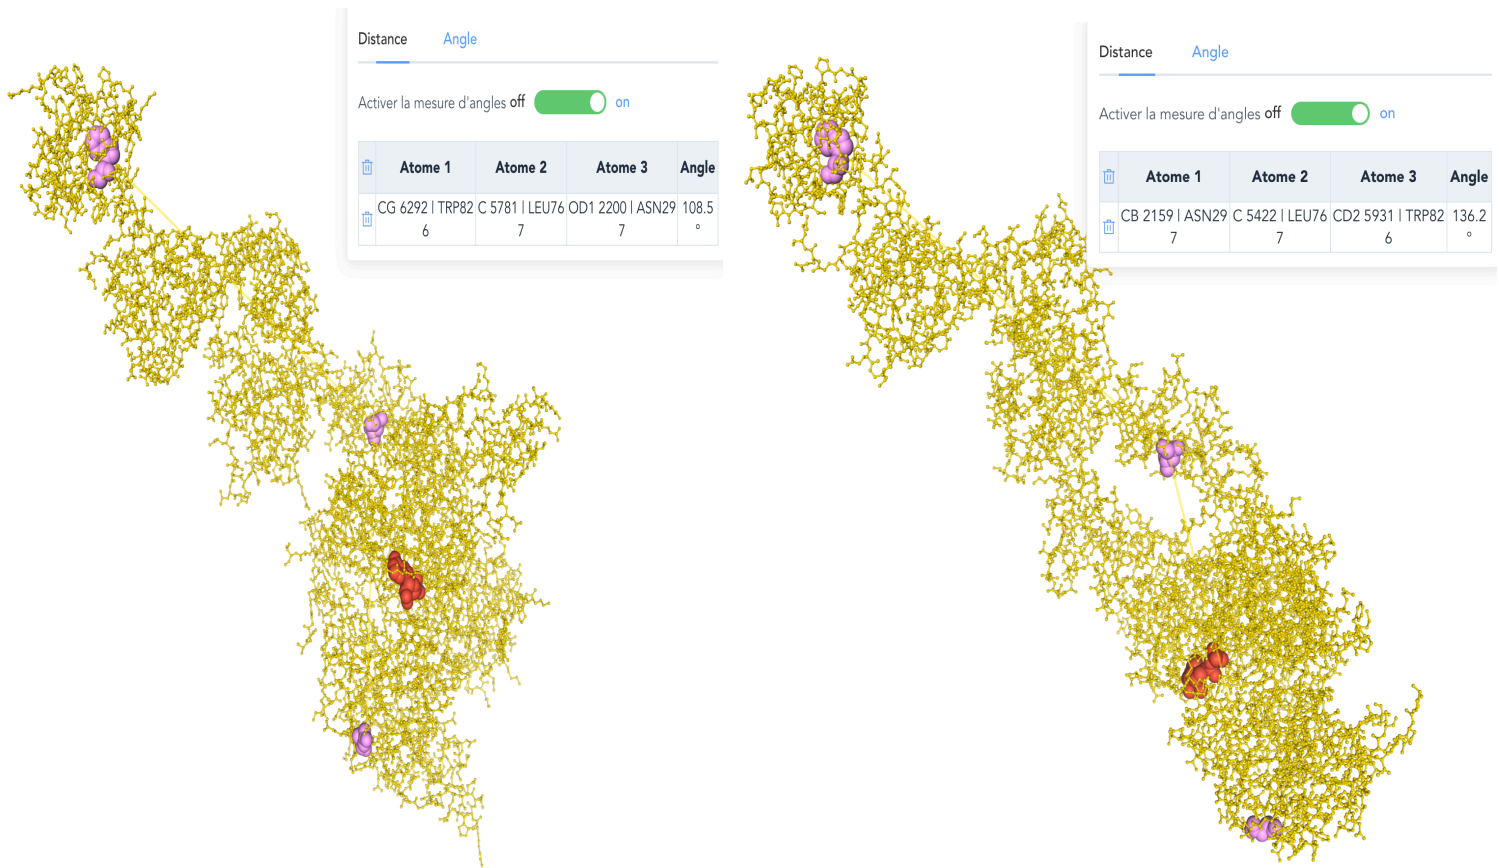 Distance Angle
Activer la mesure d'angles off on
Atome 1 Atome 2 Atome 3 Angle
CG 6292 | TRP82 C 5781 | LEU76 OD1 2200 | ASN29 108.5
6 7 7 °
Distance Angle
Activer la mesure d'angles off on
Atome 1 Atome 2 Atome 3 Angle
CB 2159 | ASN29 C 5422 | LEU76 CD2 5931 | TRP82 136.2
7 7 6 °